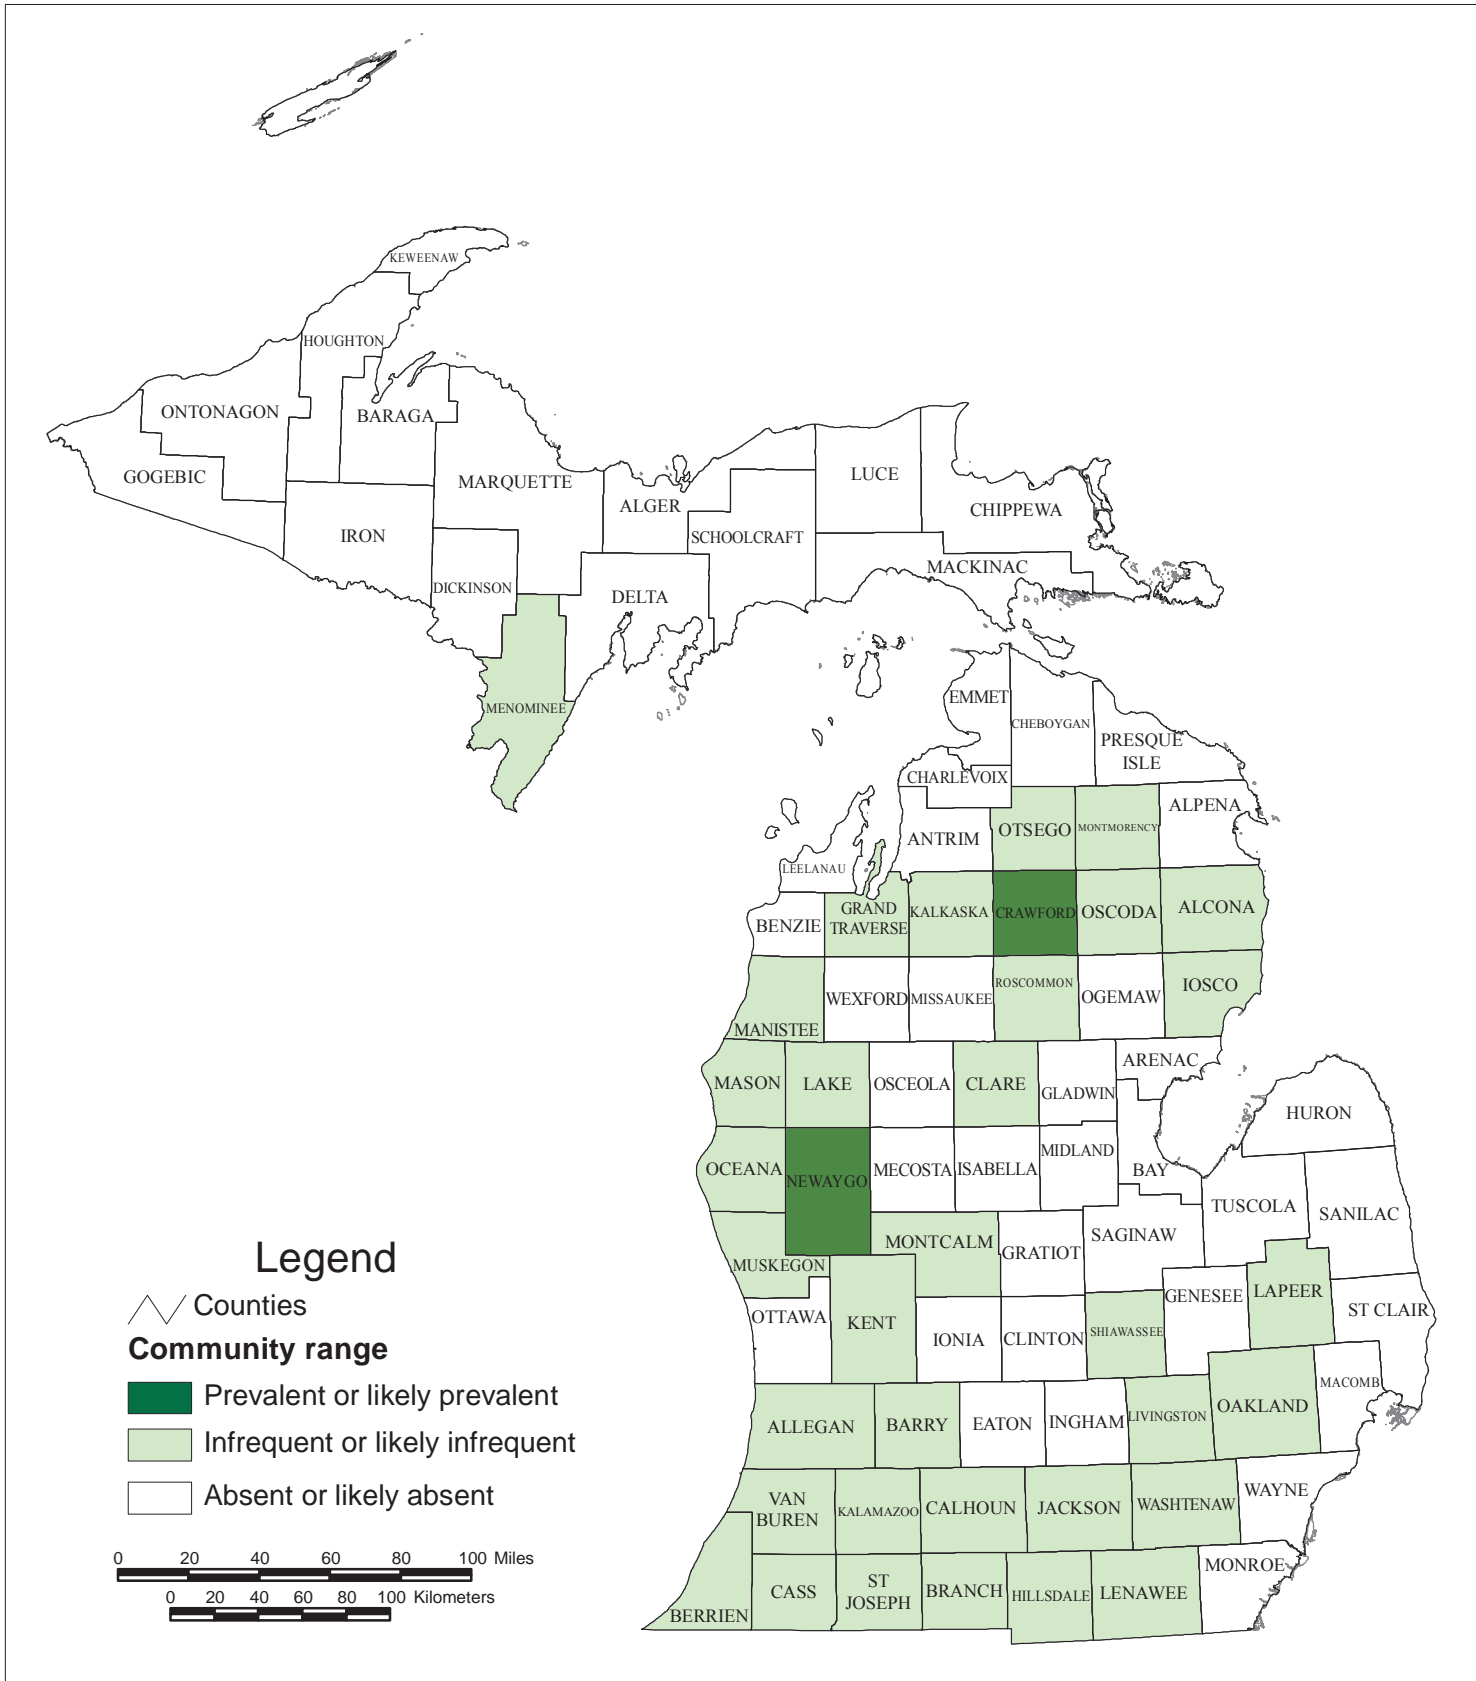 KEWEENAW
HOUGHTON
ONTONAGON
BARAGA
GOGEBIC
MARQUETTE
LUCE
ALGER
CHIPPEWA
IRON
SCHOOLCRAFT
MACKINAC
DICKINSON
DELTA
MENOMINEE
EMMET
CHEBOYGAN
PRESQUE
ISLE
CHARLEVOIX
ALPENA
OTSEGO
MONTMORENCY
ANTRIM
LEELANAU
GRAND
TRAVERSE
KALKASKA
CRAWFORD
OSCODA
ALCONA
BENZIE
WEXFORD
MISSAUKEE
ROSCOMMON
OGEMAW
IOSCO
MANISTEE
ARENAC
MASON
LAKE
OSCEOLA
CLARE
GLADWIN
HURON
OCEANA
NEWAYGO
MECOSTA
ISABELLA
MIDLAND
BAY
TUSCOLA
SANILAC
SAGINAW
MONTCALM
GRATIOT
MUSKEGON
GENESEE
LAPEER
ST CLAIR
OTTAWA
KENT
IONIA
CLINTON
SHIAWASSEE
MACOMB
ALLEGAN
BARRY
EATON
INGHAM
LIVINGSTON
OAKLAND
VAN
BUREN
KALAMAZOO
CALHOUN
JACKSON
WASHTENAW
WAYNE
MONROE
BERRIEN
CASS
ST
JOSEPH
BRANCH
HILLSDALE
LENAWEE
Legend
Counties
Community range
Prevalent or likely prevalent
Infrequent or likely infrequent
Absent or likely absent
0 20 40 60 80 100 Miles
0 20 40 60 80 100 Kilometers